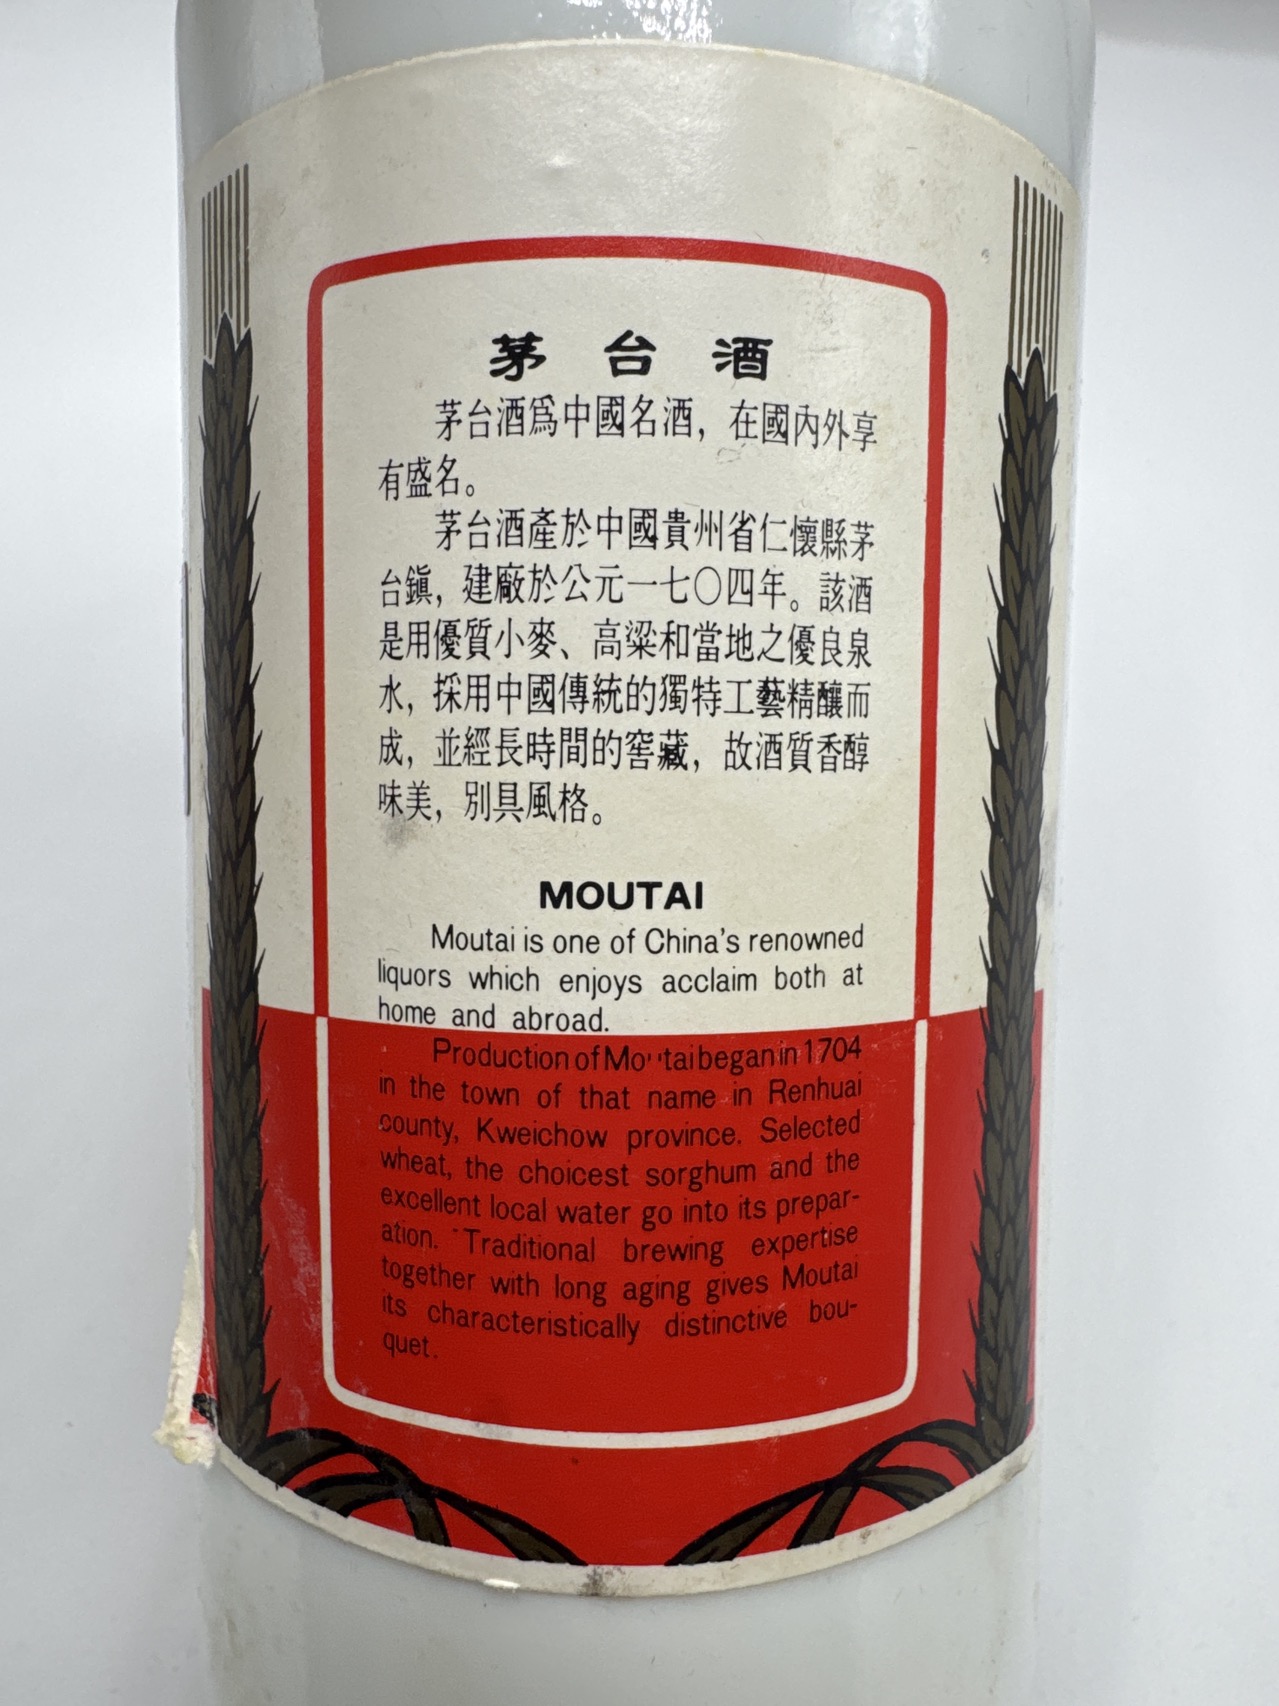 茅台酒
茅台酒爲中國名酒，在國內外享
有盛名。
茅台酒產於中國貴州省仁懷縣茅
台鎮，建廠於公元一七〇四年。該酒
是用優質小麥、高粱和當地之優良泉
水，採用中國傳統的獨特工藝精釀而
成，並經長時間的窖藏，故酒質香醇
味美，別具風格。
MOUTAI
Moutai is one of China's renowned
liquors which enjoys acclaim both at
home and abroad.
Production of Moutai began in 1704
in the town of that name in Renhuai
county, Kweichow province. Selected
wheat, the choicest sorghum and the
excellent local water go into its prepar-
ation. Traditional brewing expertise
together with long aging gives Moutai
its characteristically distinctive bou-
quet.